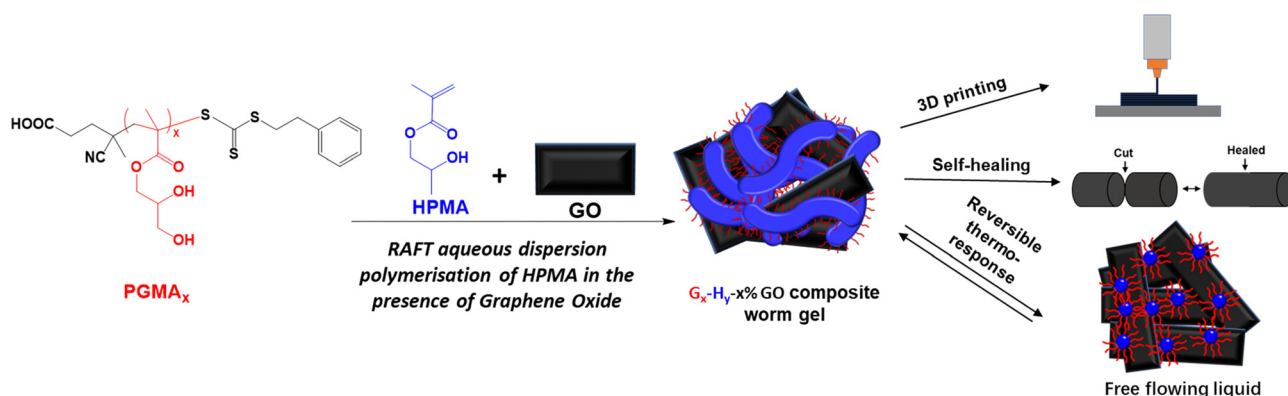 HOOC
NC
x
S
S
S
O
O
OH
OH
PGMAx
O
O
OH
HPMA
+
GO
RAFT aqueous dispersion
polymerisation of HPMA in the
presence of Graphene Oxide
Gx-Hy-x% GO composite
worm gel
3D printing
Self-healing
Reversible
thermo-
response
Cut
Healed
Free flowing liquid